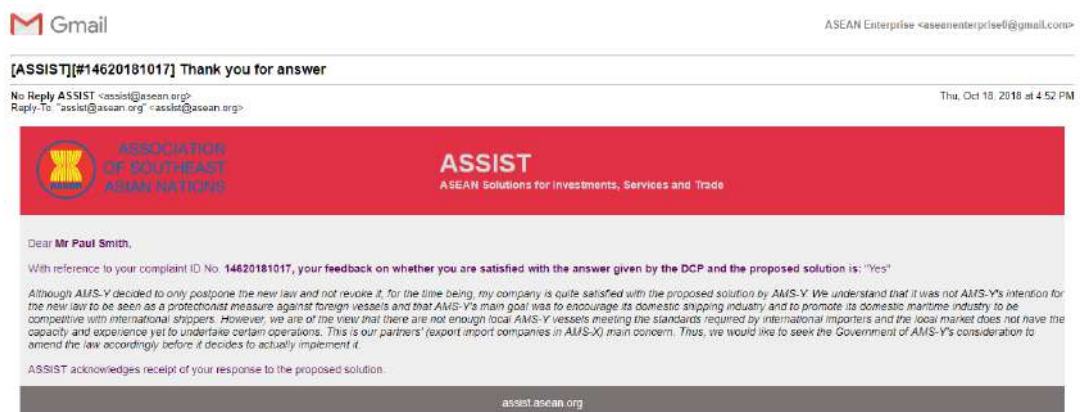 Gmail
ASEAN Enterprise <aseanenterprise0@gmail.com>
[ASSIST][#14620181017] Thank you for answer
No Reply ASSIST <assist@asean.org>
Thu, Oct 18, 2018 at 4:52 PM
Reply-To: "assist@asean.org" <assist@asean.org>
ASSOCIATION
OF SOUTHEAST
ASIAN NATIONS
ASSIST
ASEAN Solutions for Investments, Services and Trade
Dear Mr Paul Smith,
With reference to your complaint ID No. 14620181017, your feedback on whether you are satisfied with the answer given by the DCP and the proposed solution is: "Yes"
Although AMS-Y decided to only postpone the new law and not revoke it, for the time being, my company is quite satisfied with the proposed solution by AMS-Y. We understand that it was not AMS-Y's intention for
the new law to be seen as a protectionist measure against foreign vessels and that AMS-Y's main goal was to encourage its domestic shipping industry and to promote its domestic maritime industry to be
competitive with international shippers. However, we are of the view that there are not enough local AMS-Y vessels meeting the standards required by international importers and the local market does not have the
capacity and experience yet to undertake certain operations. This is our partners' (export import companies in AMS-X) main concern. Thus, we would like to seek the Government of AMS-Y's consideration to
amend the law accordingly before it decides to actually implement it.
ASSIST acknowledges receipt of your response to the proposed solution.
assist.asean.org